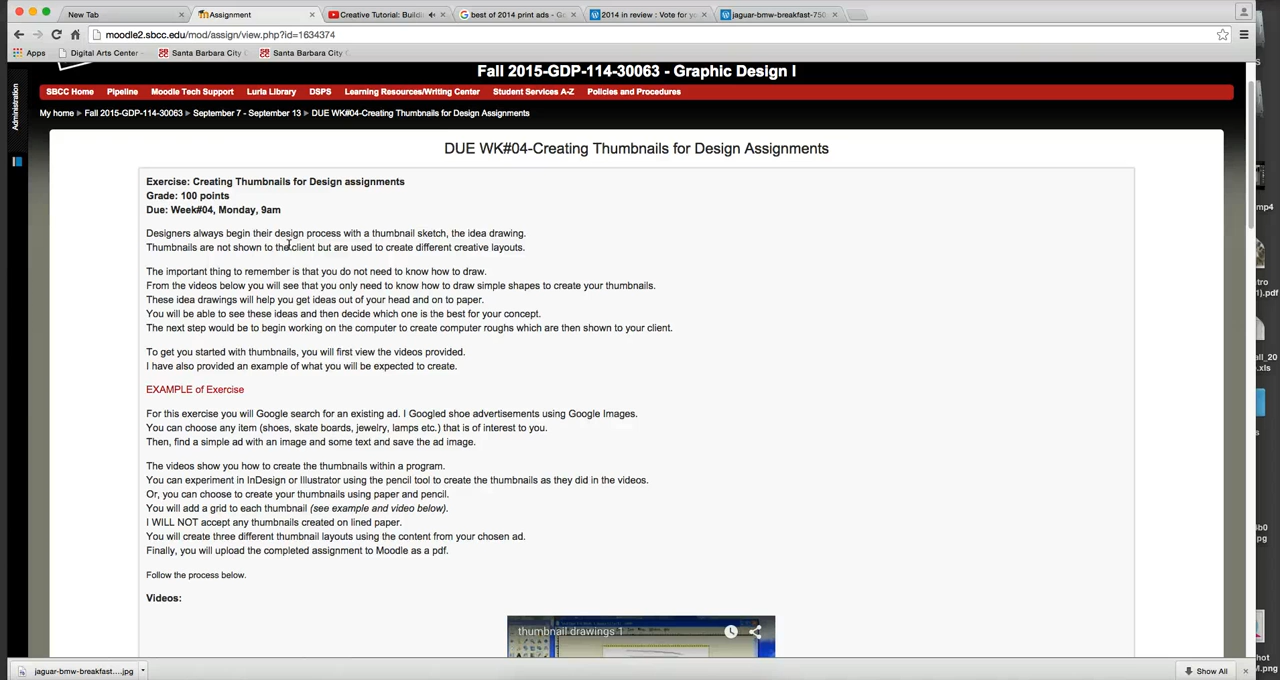 New Tab
Assignment
Creative Tutorial: Buildi
best of 2014 print ads - Go
2014 in review : Vote for yo
jaguar-bmw-breakfast-750
moodle2.sbcc.edu/mod/assign/view.php?id=1634374
Apps
Digital Arts Center -
Santa Barbara City C
Santa Barbara City C
Fall 2015-GDP-114-30063 - Graphic Design I
SBCC Home
Pipeline
Moodle Tech Support
Luria Library
DSPS
Learning Resources/Writing Center
Student Services A-Z
Policies and Procedures
Administration
My home ▶ Fall 2015-GDP-114-30063 ▶ September 7 - September 13 ▶ DUE WK#04-Creating Thumbnails for Design Assignments
DUE WK#04-Creating Thumbnails for Design Assignments
Exercise: Creating Thumbnails for Design assignments
Grade: 100 points
Due: Week#04, Monday, 9am
Designers always begin their design process with a thumbnail sketch, the idea drawing.
Thumbnails are not shown to the client but are used to create different creative layouts.
The important thing to remember is that you do not need to know how to draw.
From the videos below you will see that you only need to know how to draw simple shapes to create your thumbnails.
These idea drawings will help you get ideas out of your head and on to paper.
You will be able to see these ideas and then decide which one is the best for your concept.
The next step would be to begin working on the computer to create computer roughs which are then shown to your client.
To get you started with thumbnails, you will first view the videos provided.
I have also provided an example of what you will be expected to create.
EXAMPLE of Exercise
For this exercise you will Google search for an existing ad. I Googled shoe advertisements using Google Images.
You can choose any item (shoes, skate boards, jewelry, lamps etc.) that is of interest to you.
Then, find a simple ad with an image and some text and save the ad image.
The videos show you how to create the thumbnails within a program.
You can experiment in InDesign or Illustrator using the pencil tool to create the thumbnails as they did in the videos.
Or, you can choose to create your thumbnails using paper and pencil.
You will add a grid to each thumbnail (see example and video below).
I WILL NOT accept any thumbnails created on lined paper.
You will create three different thumbnail layouts using the content from your chosen ad.
Finally, you will upload the completed assignment to Moodle as a pdf.
Follow the process below.
Videos:
thumbnail drawings 1
jaguar-bmw-breakfast....jpg
Show All
S
mp4
ntro
1).pdf
all_20
.xls
s
0b0
pg
hot
M.png